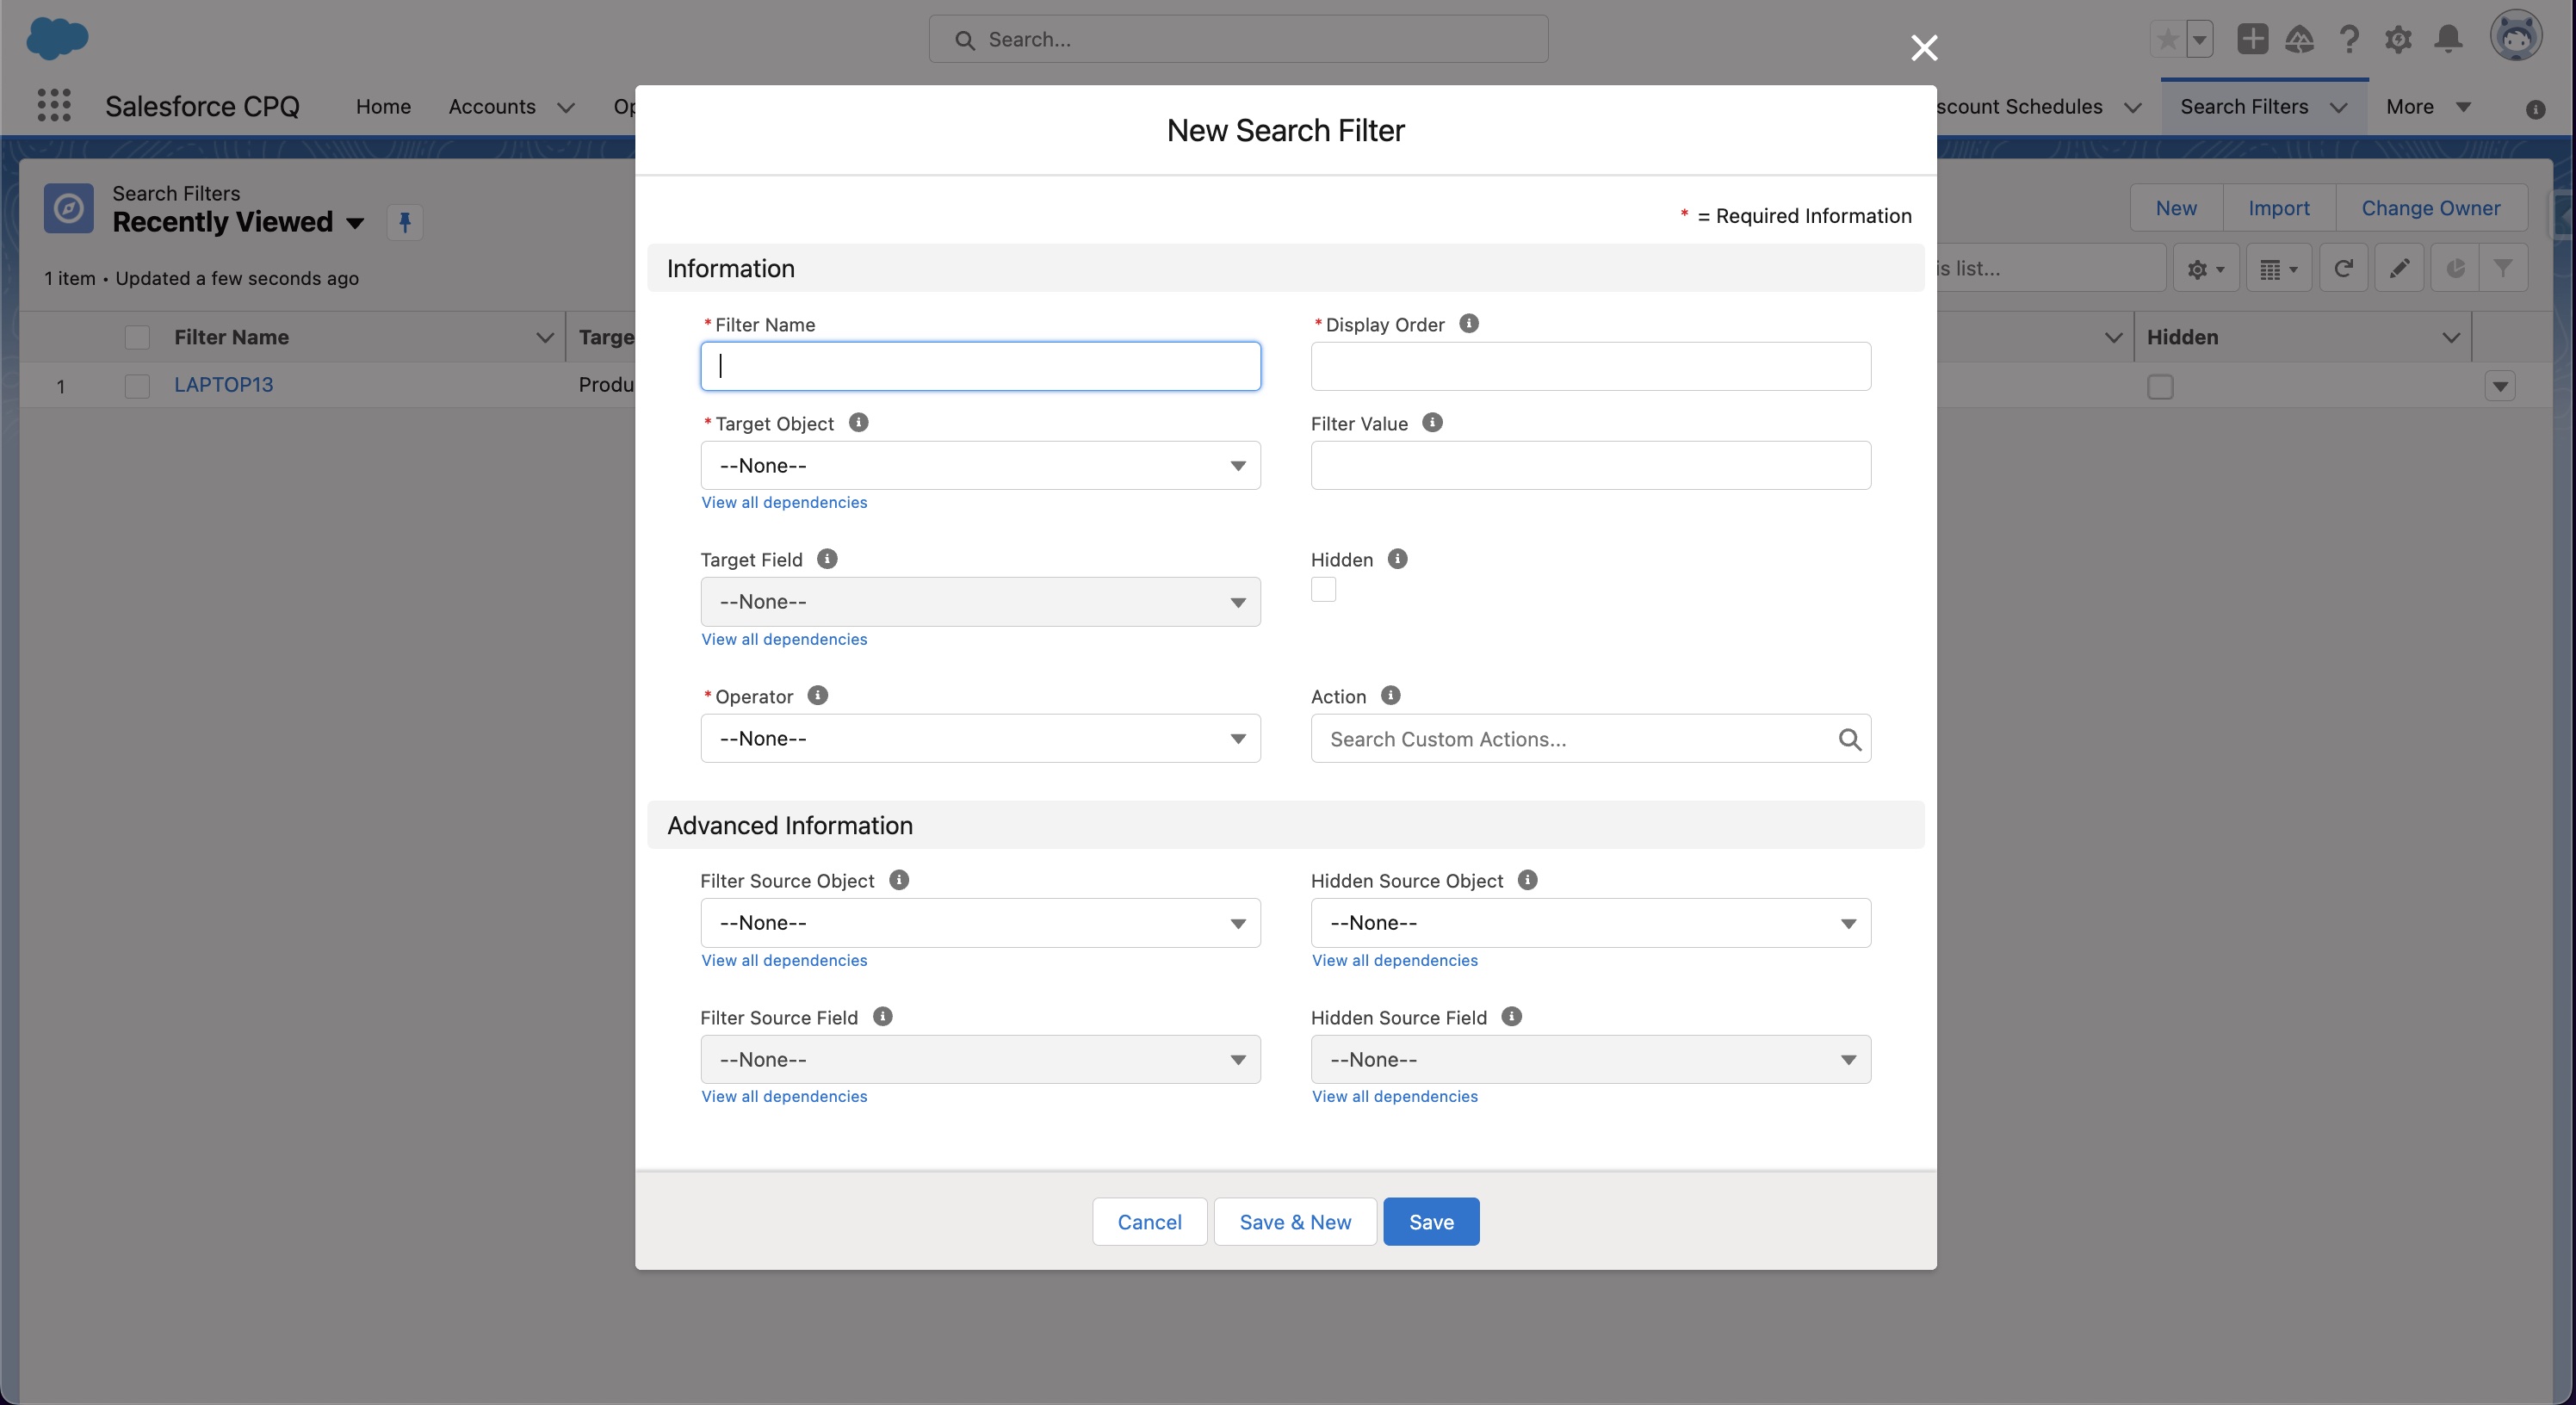 Search...
Salesforce CPQ
Home
Accounts
Op
scount Schedules
Search Filters
More
New Search Filter
Search Filters
Recently Viewed
New
Import
Change Owner
* = Required Information
1 item • Updated a few seconds ago
is list...
Information
Filter Name
Targe
Hidden
1
LAPTOP13
Produ
* Filter Name
* Display Order
* Target Object
--None--
View all dependencies
Filter Value
Target Field
--None--
View all dependencies
Hidden
* Operator
--None--
Action
Search Custom Actions...
Advanced Information
Filter Source Object
--None--
View all dependencies
Hidden Source Object
--None--
View all dependencies
Filter Source Field
--None--
View all dependencies
Hidden Source Field
--None--
View all dependencies
Cancel
Save & New
Save